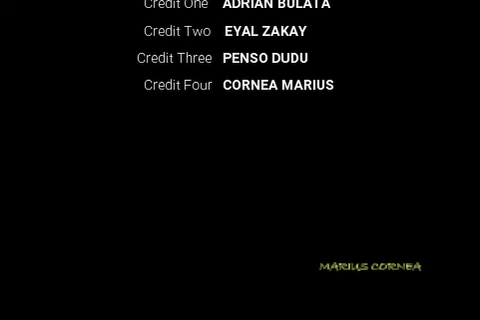 Credit One ADRIAN BULATA
Credit Two EYAL ZAKAY
Credit Three PENSO DUDU
Credit Four CORNEA MARIUS
MARIUS CORNEA